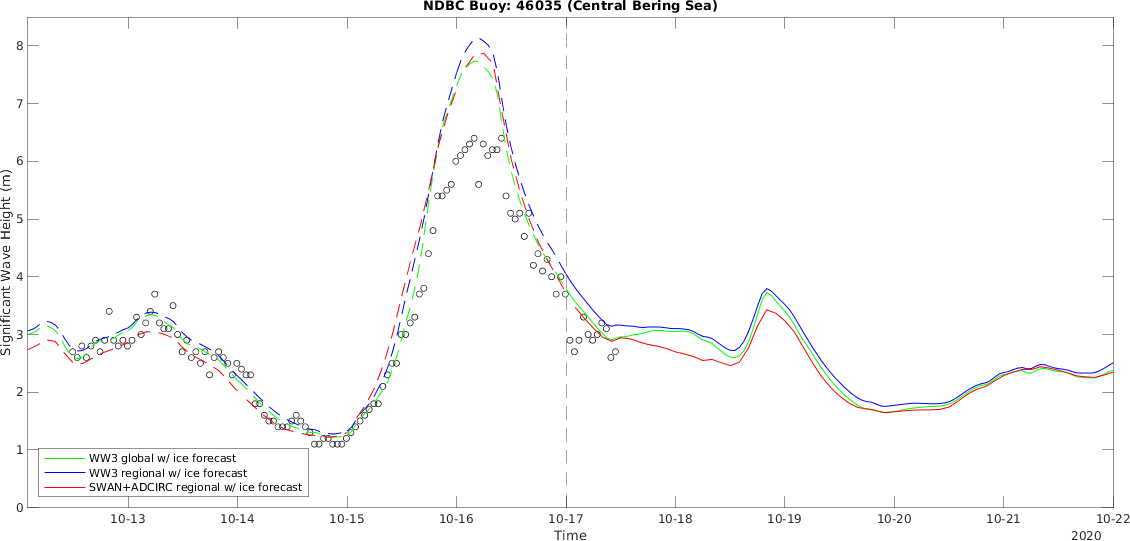 NDBC Buoy: 46035 (Central Bering Sea)
8
7
6
5
4
3
2
1
0
Significant Wave Height (m)
WW3 global w/ ice forecast
WW3 regional w/ ice forecast
SWAN+ADCIRC regional w/ ice forecast
10-13 10-14 10-15 10-16 10-17 10-18 10-19 10-20 10-21 10-22
Time
2020